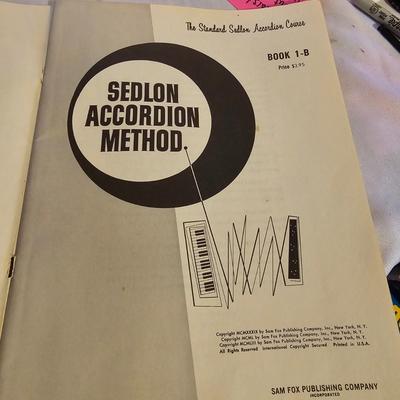 The Standard Sedlon Accordion Course
BOOK 1-B
Price $2.95
SEDLON
ACCORDION
METHOD
Copyright MCMXXXIX by Sam Fox Publishing Company, Inc., New York, N. Y.
Copyright MCML by Sam Fox Publishing Company, Inc., New York, N. Y.
Copyright MCMLIII by Sam Fox Publishing Company, Inc., New York, N. Y.
All Rights Reserved International Copyright Secured Printed in U.S.A.
SAM FOX PUBLISHING COMPANY
INCORPORATED